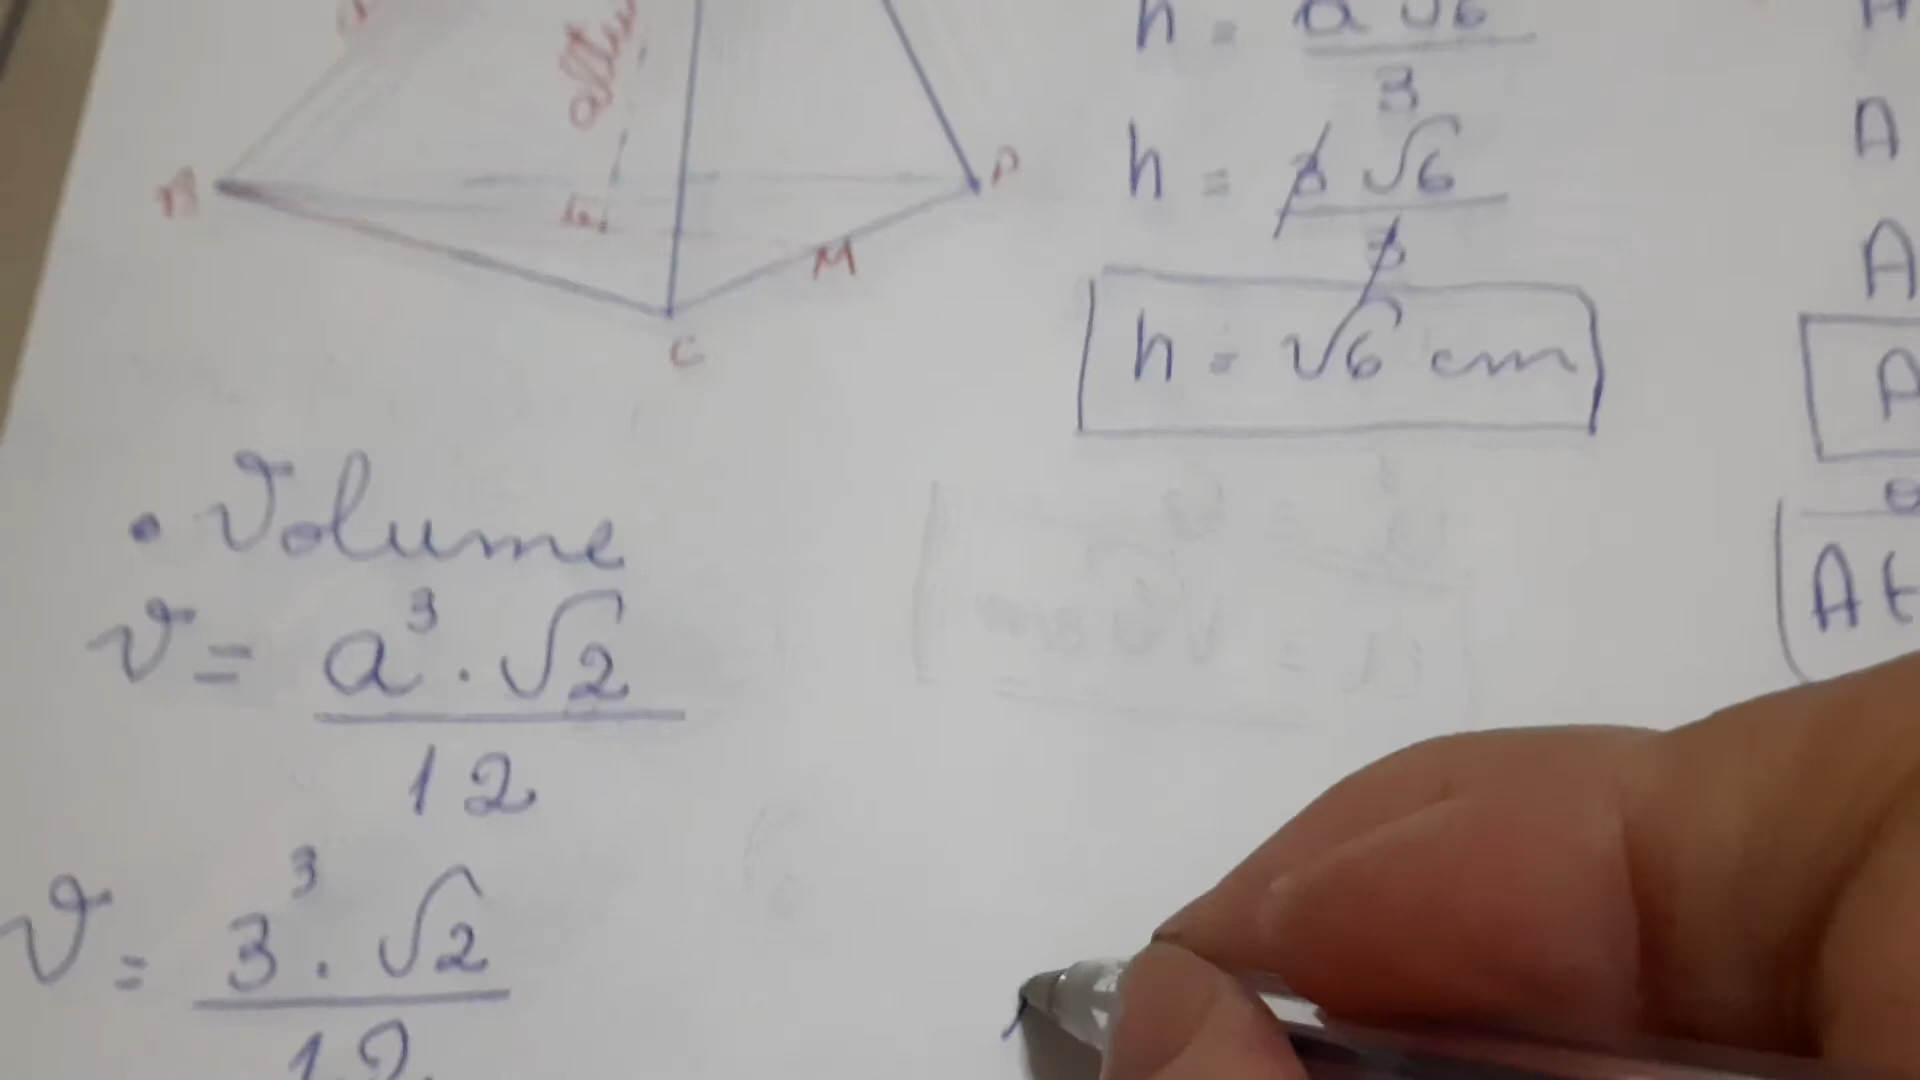 h = a√6
3
h = 3√6
3
h = √6 cm
B
D
M
C
• Volume
V = a³ . √2
12
V = 3³ . √2
12
A
A
A
A
At